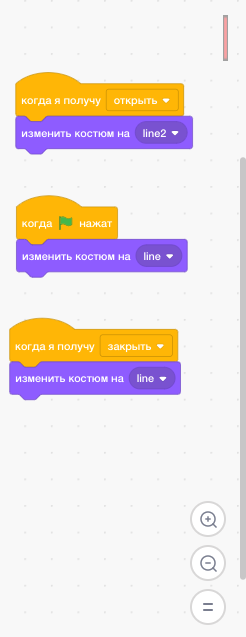 когда я получу открыть
изменить костюм на line2
когда нажат
изменить костюм на line
когда я получу закрыть
изменить костюм на line